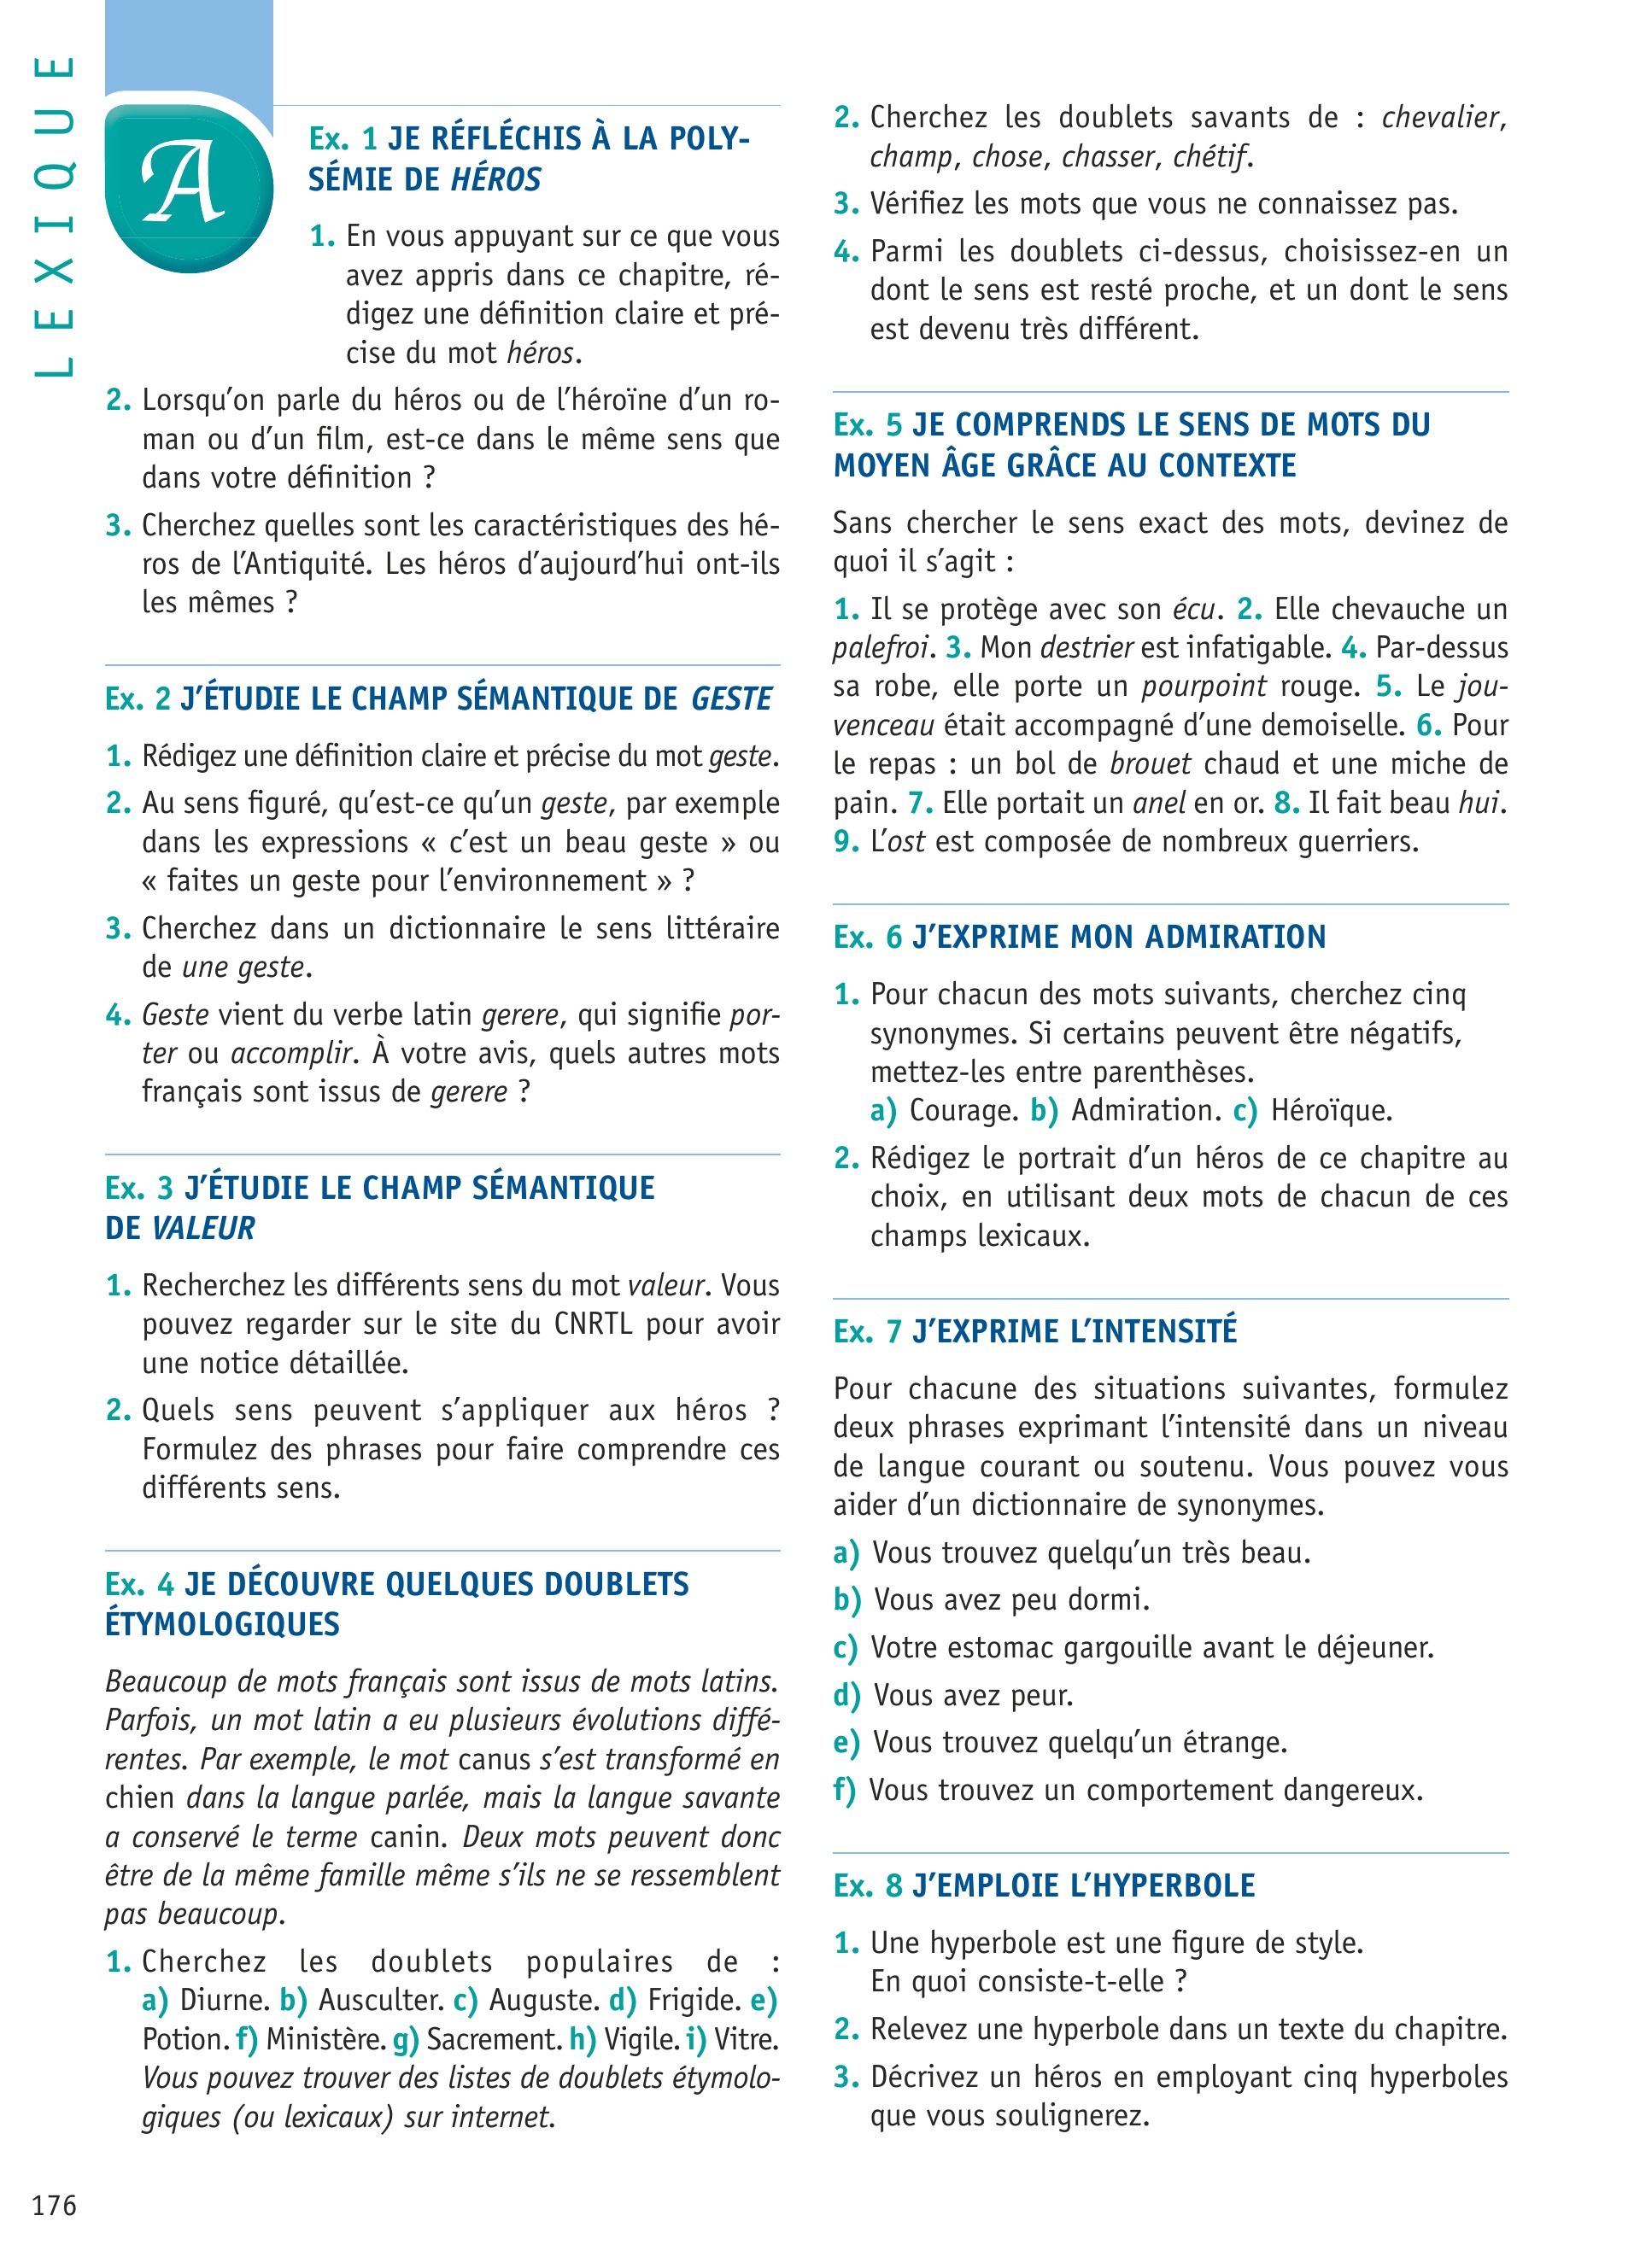 LEXIQUE
A
Ex. 1 JE RÉFLÉCHIS À LA POLY-
SÉMIE DE HÉROS
1. En vous appuyant sur ce que vous
avez appris dans ce chapitre, ré-
digez une définition claire et pré-
cise du mot héros.
2. Lorsqu’on parle du héros ou de l’héroïne d’un ro-
man ou d’un film, est-ce dans le même sens que
dans votre définition ?
3. Cherchez quelles sont les caractéristiques des hé-
ros de l’Antiquité. Les héros d’aujourd’hui ont-ils
les mêmes ?
Ex. 2 J’ÉTUDIE LE CHAMP SÉMANTIQUE DE GESTE
1. Rédigez une définition claire et précise du mot geste.
2. Au sens figuré, qu’est-ce qu’un geste, par exemple
dans les expressions « c’est un beau geste » ou
« faites un geste pour l’environnement » ?
3. Cherchez dans un dictionnaire le sens littéraire
de une geste.
4. Geste vient du verbe latin gerere, qui signifie por-
ter ou accomplir. À votre avis, quels autres mots
français sont issus de gerere ?
Ex. 3 J’ÉTUDIE LE CHAMP SÉMANTIQUE
DE VALEUR
1. Recherchez les différents sens du mot valeur. Vous
pouvez regarder sur le site du CNRTL pour avoir
une notice détaillée.
2. Quels sens peuvent s’appliquer aux héros ?
Formulez des phrases pour faire comprendre ces
différents sens.
Ex. 4 JE DÉCOUVRE QUELQUES DOUBLETS
ÉTYMOLOGIQUES
Beaucoup de mots français sont issus de mots latins.
Parfois, un mot latin a eu plusieurs évolutions diffé-
rentes. Par exemple, le mot canus s’est transformé en
chien dans la langue parlée, mais la langue savante
a conservé le terme canin. Deux mots peuvent donc
être de la même famille même s’ils ne se ressemblent
pas beaucoup.
1. Cherchez les doublets populaires de :
a) Diurne. b) Ausculter. c) Auguste. d) Frigide. e)
Potion. f) Ministère. g) Sacrement. h) Vigile. i) Vitre.
Vous pouvez trouver des listes de doublets étymolo-
giques (ou lexicaux) sur internet.
2. Cherchez les doublets savants de : chevalier,
champ, chose, chasser, chétif.
3. Vérifiez les mots que vous ne connaissez pas.
4. Parmi les doublets ci-dessus, choisissez-en un
dont le sens est resté proche, et un dont le sens
est devenu très différent.
Ex. 5 JE COMPRENDS LE SENS DE MOTS DU
MOYEN ÂGE GRÂCE AU CONTEXTE
Sans chercher le sens exact des mots, devinez de
quoi il s’agit :
1. Il se protège avec son écu. 2. Elle chevauche un
palefroi. 3. Mon destrier est infatigable. 4. Par-dessus
sa robe, elle porte un pourpoint rouge. 5. Le jou-
venceau était accompagné d’une demoiselle. 6. Pour
le repas : un bol de brouet chaud et une miche de
pain. 7. Elle portait un anel en or. 8. Il fait beau hui.
9. L’ost est composée de nombreux guerriers.
Ex. 6 J’EXPRIME MON ADMIRATION
1. Pour chacun des mots suivants, cherchez cinq
synonymes. Si certains peuvent être négatifs,
mettez-les entre parenthèses.
a) Courage. b) Admiration. c) Héroïque.
2. Rédigez le portrait d’un héros de ce chapitre au
choix, en utilisant deux mots de chacun de ces
champs lexicaux.
Ex. 7 J’EXPRIME L’INTENSITÉ
Pour chacune des situations suivantes, formulez
deux phrases exprimant l’intensité dans un niveau
de langue courant ou soutenu. Vous pouvez vous
aider d’un dictionnaire de synonymes.
a) Vous trouvez quelqu’un très beau.
b) Vous avez peu dormi.
c) Votre estomac gargouille avant le déjeuner.
d) Vous avez peur.
e) Vous trouvez quelqu’un étrange.
f) Vous trouvez un comportement dangereux.
Ex. 8 J’EMPLOIE L’HYPERBOLE
1. Une hyperbole est une figure de style.
En quoi consiste-t-elle ?
2. Relevez une hyperbole dans un texte du chapitre.
3. Décrivez un héros en employant cinq hyperboles
que vous soulignerez.
176